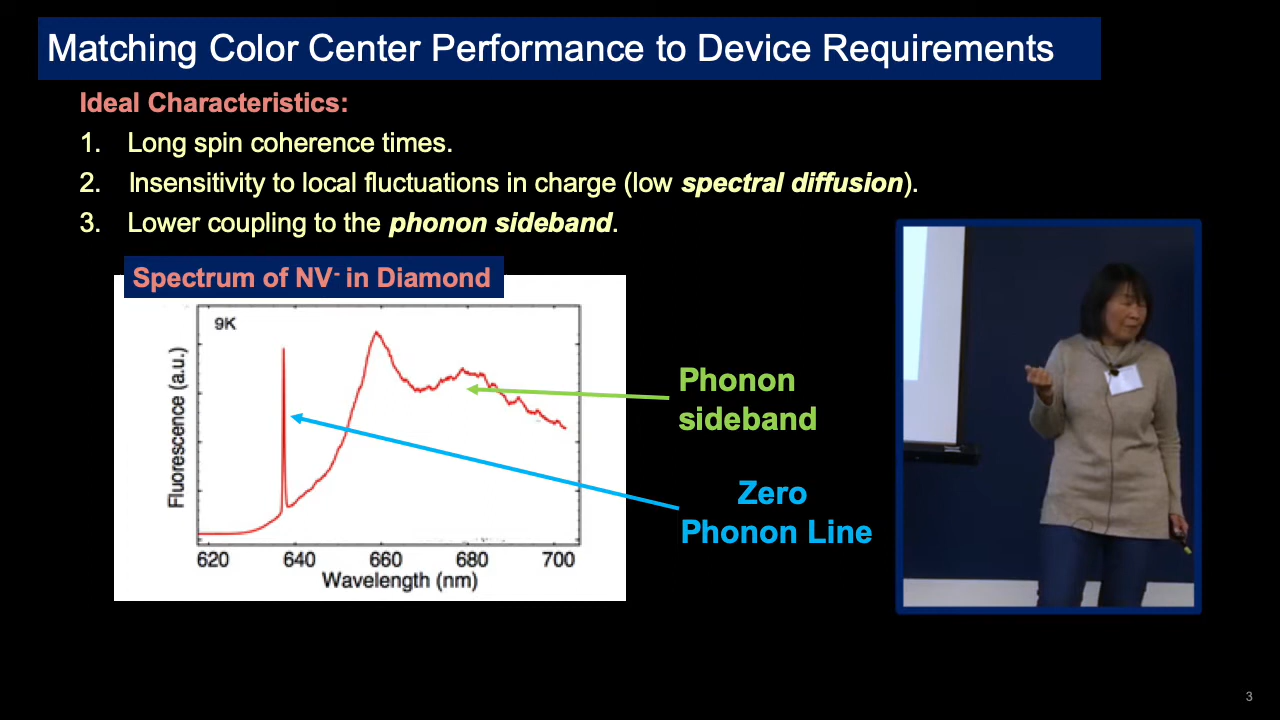 Matching Color Center Performance to Device Requirements
Ideal Characteristics:
1. Long spin coherence times.
2. Insensitivity to local fluctuations in charge (low spectral diffusion).
3. Lower coupling to the phonon sideband.
Spectrum of NV- in Diamond
9K
Fluorescence (a.u.)
620 640 660 680 700
Wavelength (nm)
Phonon
sideband
Zero
Phonon Line
3